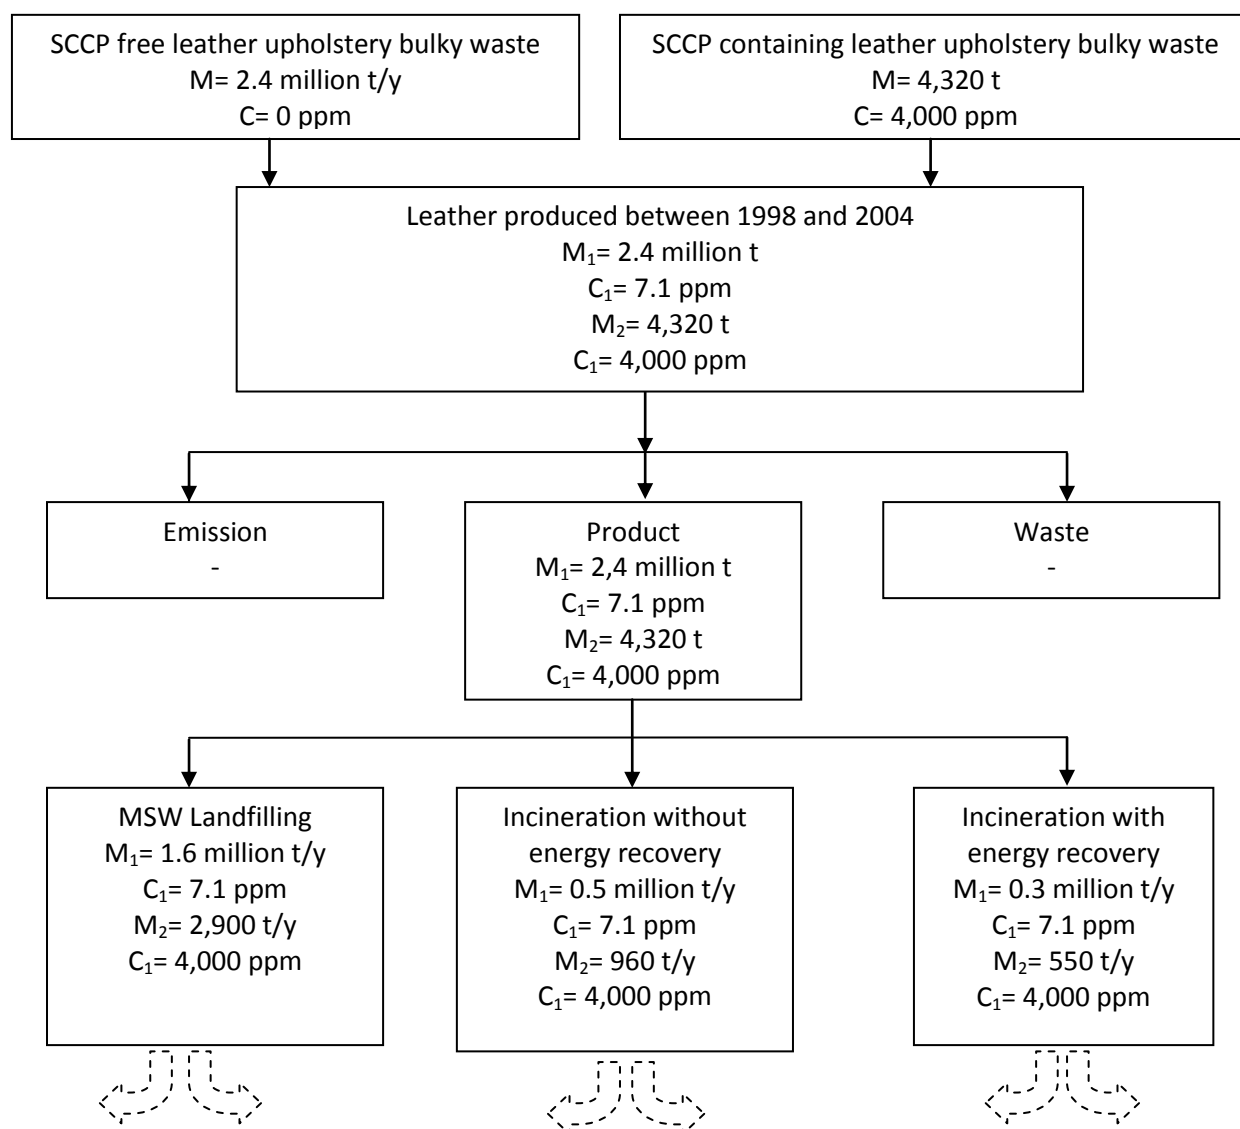 SCCP free leather upholstery bulky waste
M= 2.4 million t/y
C= 0 ppm
SCCP containing leather upholstery bulky waste
M= 4,320 t
C= 4,000 ppm
Leather produced between 1998 and 2004
M₁= 2.4 million t
C₁= 7.1 ppm
M₂= 4,320 t
C₁= 4,000 ppm
Emission
-
Product
M₁= 2,4 million t
C₁= 7.1 ppm
M₂= 4,320 t
C₁= 4,000 ppm
Waste
-
MSW Landfilling
M₁= 1.6 million t/y
C₁= 7.1 ppm
M₂= 2,900 t/y
C₁= 4,000 ppm
Incineration without
energy recovery
M₁= 0.5 million t/y
C₁= 7.1 ppm
M₂= 960 t/y
C₁= 4,000 ppm
Incineration with
energy recovery
M₁= 0.3 million t/y
C₁= 7.1 ppm
M₂= 550 t/y
C₁= 4,000 ppm